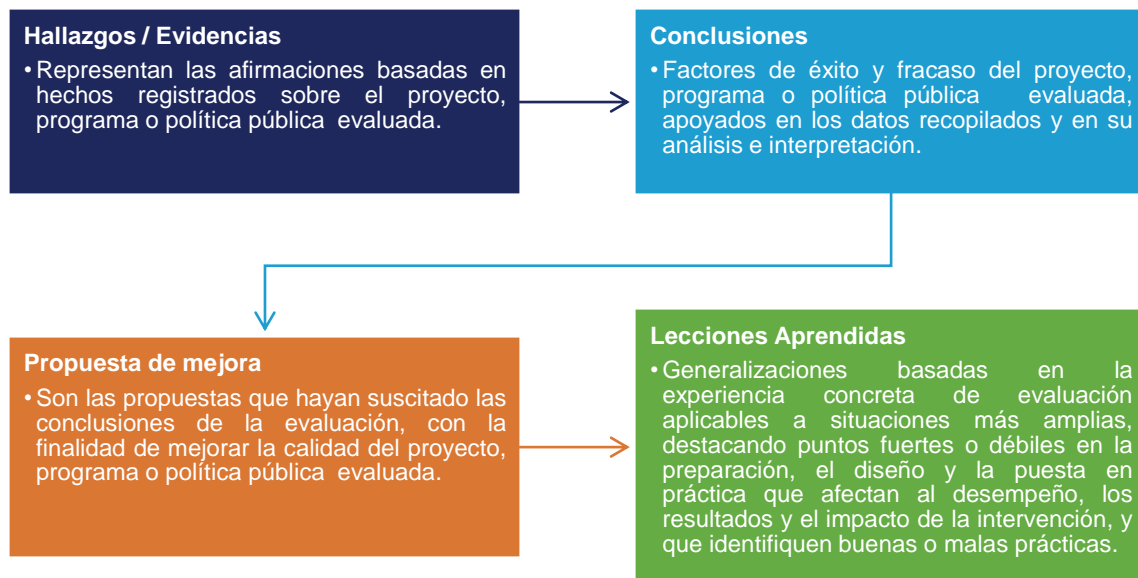 Hallazgos / Evidencias
• Representan las afirmaciones basadas en
hechos registrados sobre el proyecto,
programa o política pública evaluada.
Conclusiones
• Factores de éxito y fracaso del proyecto,
programa o política pública evaluada,
apoyados en los datos recopilados y en su
análisis e interpretación.
Propuesta de mejora
• Son las propuestas que hayan suscitado las
conclusiones de la evaluación, con la
finalidad de mejorar la calidad del proyecto,
programa o política pública evaluada.
Lecciones Aprendidas
• Generalizaciones basadas en la
experiencia concreta de evaluación
aplicables a situaciones más amplias,
destacando puntos fuertes o débiles en la
preparación, el diseño y la puesta en
práctica que afectan al desempeño, los
resultados y el impacto de la intervención, y
que identifiquen buenas o malas prácticas.